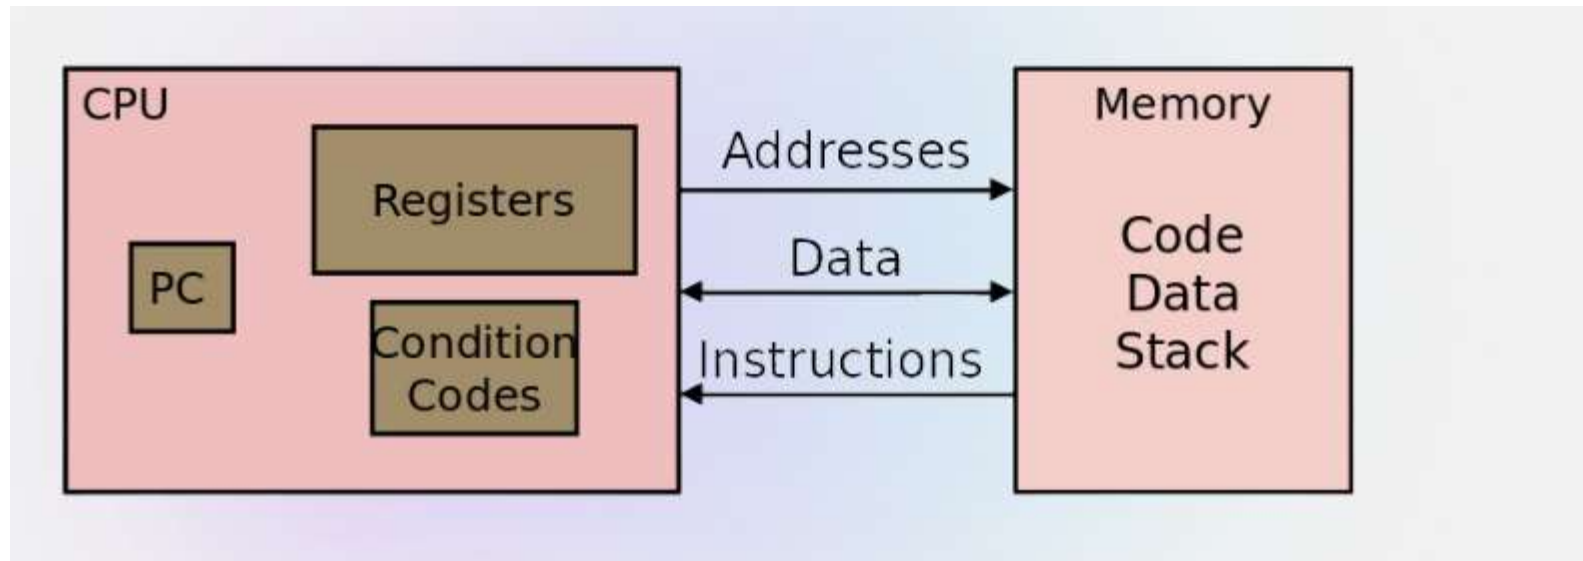 CPU
Registers
PC
Condition
Codes
Addresses
Data
Instructions
Memory
Code
Data
Stack